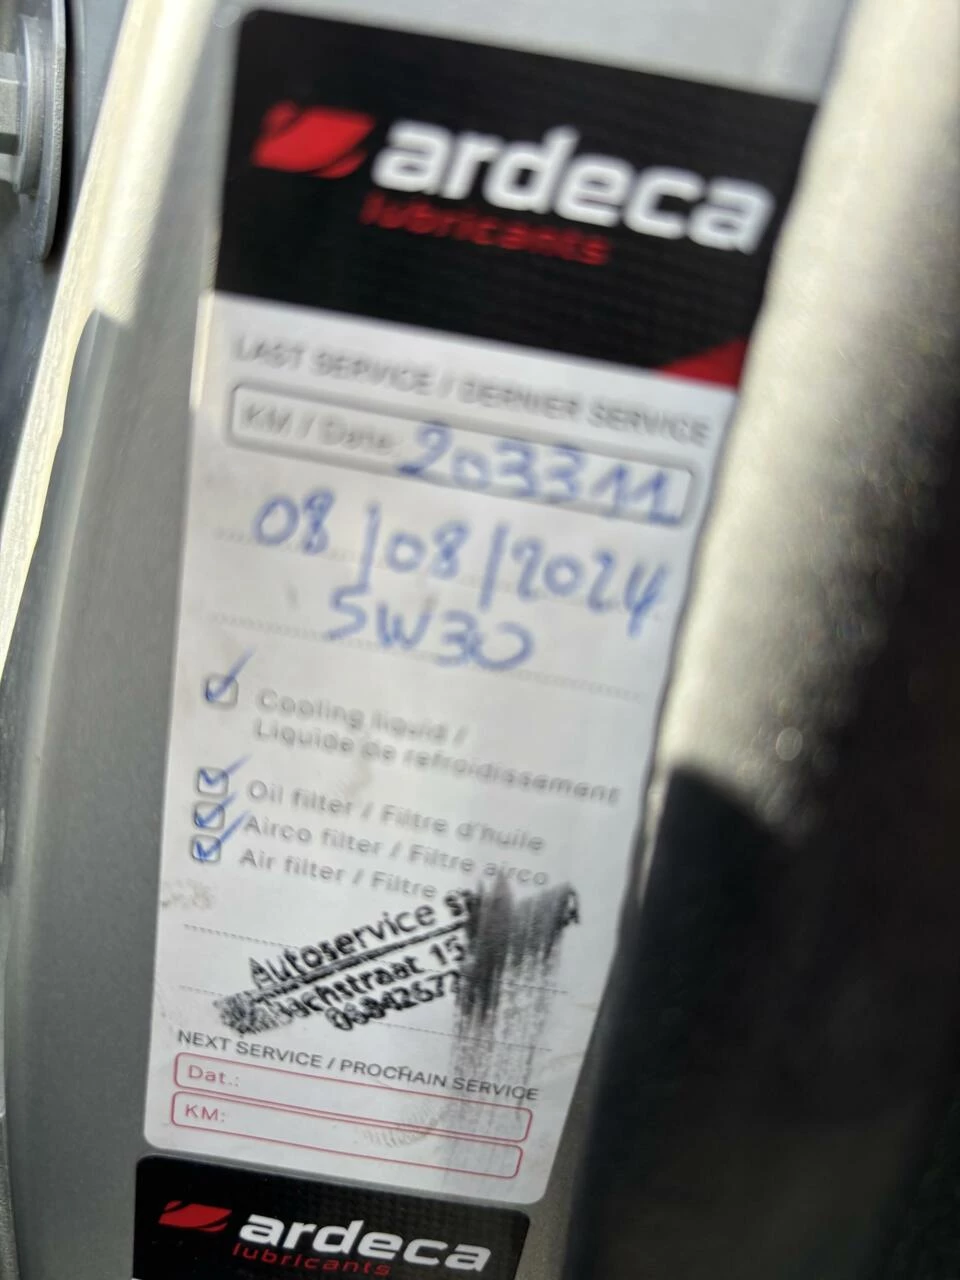 ardeca
lubricants
LAST SERVICE / DERNIER SERVICE
KM / Date: 203311
08/08/2024
5W30
Cooling liquid /
Liquide de refroidissement
Oil filter / Filtre d'huile
Airco filter / Filtre airco
Air filter / Filtre
Autoservice
15
NEXT SERVICE / PROCHAIN SERVICE
Dat.:
KM:
ardeca
lubricants